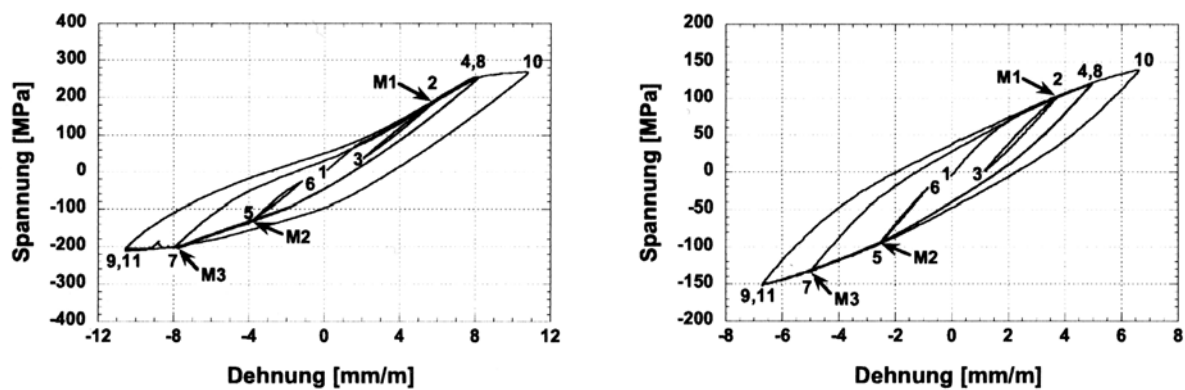 400
300
200
100
0
-100
-200
-300
-400
-12 -8 -4 0 4 8 12
Spannung [MPa]
Dehnung [mm/m]
4,8 10
M1 2
1 3
6
5
M2
9,11 7 M3
200
150
100
50
0
-50
-100
-150
-200
-8 -6 -4 -2 0 2 4 6 8
Spannung [MPa]
Dehnung [mm/m]
10
M1 2 4,8
1 3
6
5 M2
9,11 7 M3